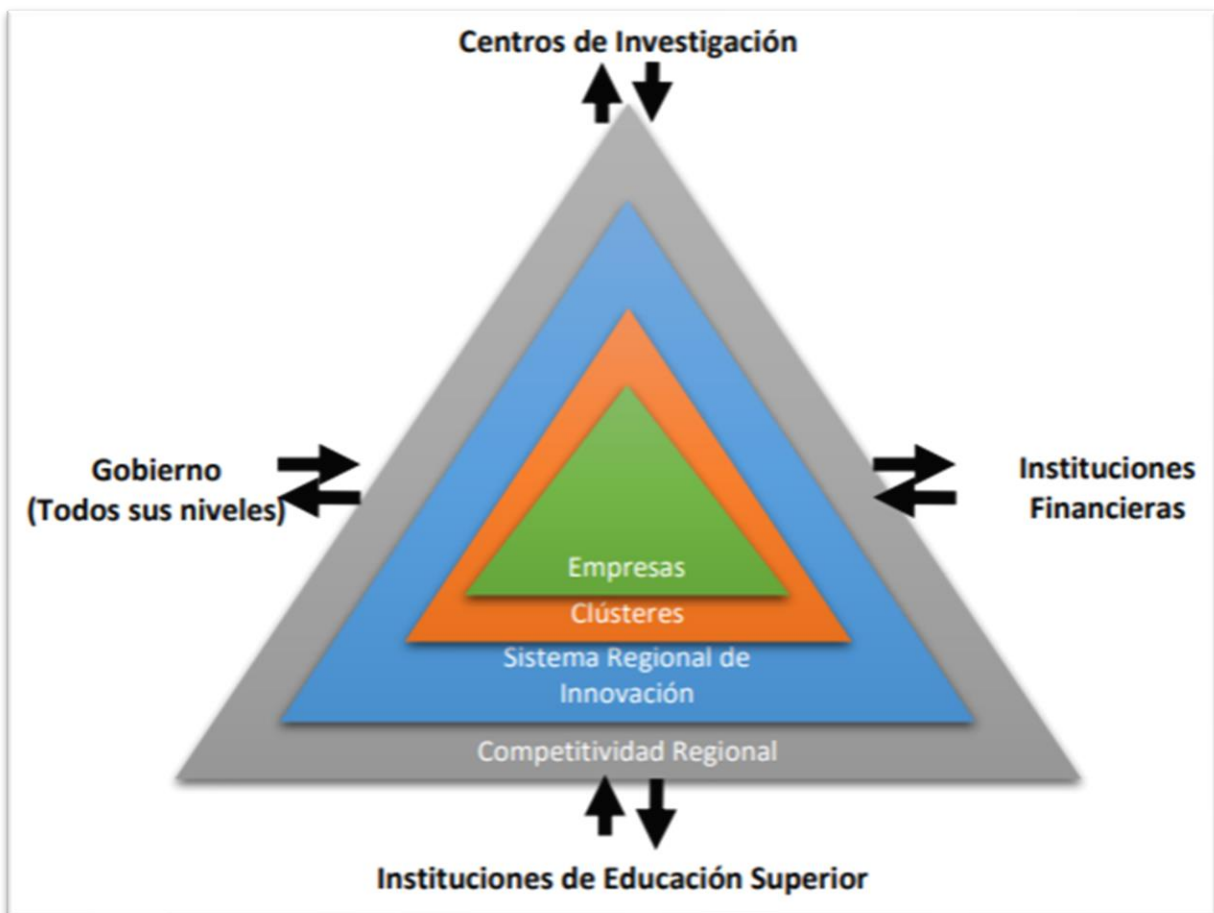 Centros de Investigación
Gobierno
(Todos sus niveles)
Instituciones
Financieras
Empresas
Clústeres
Sistema Regional de
Innovación
Competitividad Regional
Instituciones de Educación Superior